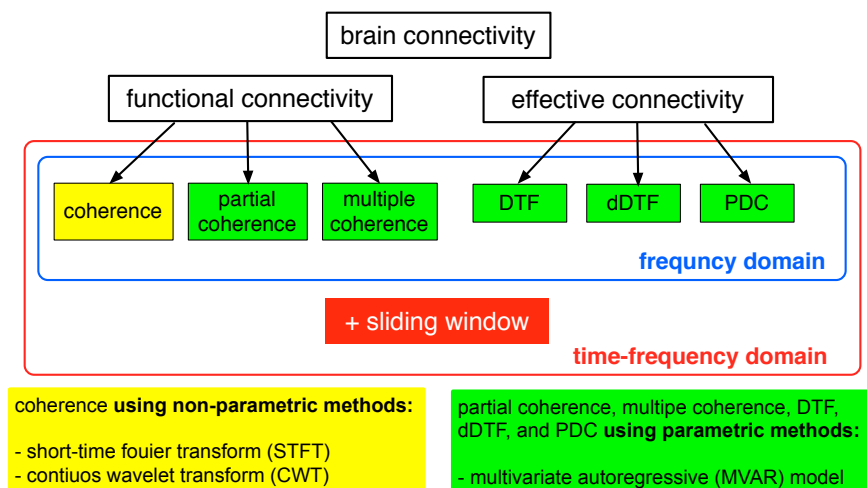 brain connectivity
functional connectivity
effective connectivity
coherence
partial
coherence
multiple
coherence
DTF
dDTF
PDC
frequncy domain
+ sliding window
time-frequency domain
coherence using non-parametric methods:
- short-time fouier transform (STFT)
- contiuos wavelet transform (CWT)
partial coherence, multipe coherence, DTF,
dDTF, and PDC using parametric methods:
- multivariate autoregressive (MVAR) model